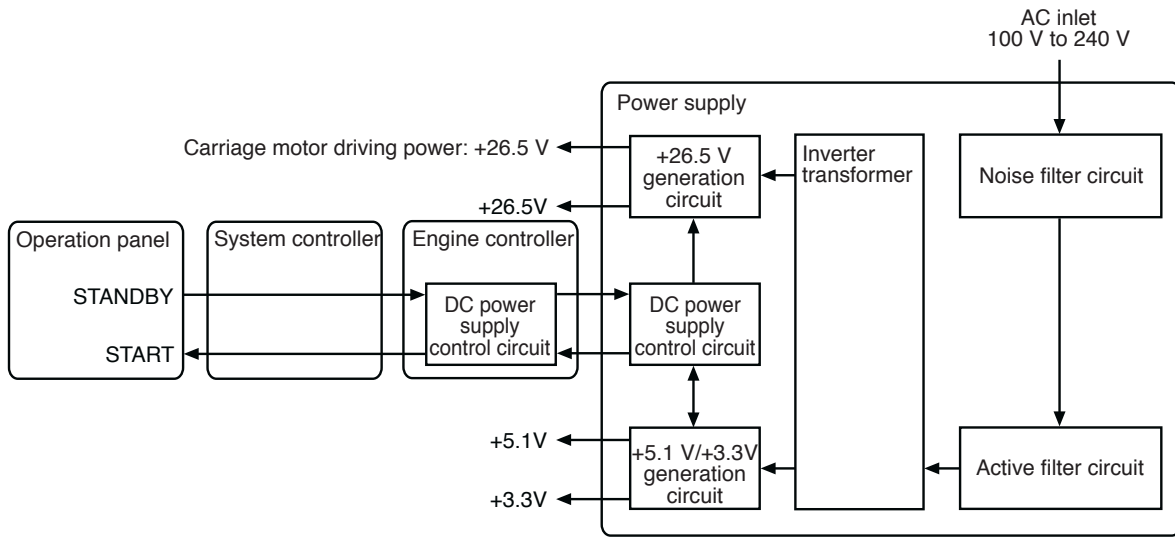 AC inlet
100 V to 240 V
Power supply
Carriage motor driving power: +26.5 V
+26.5 V
generation
circuit
Inverter
transformer
Noise filter circuit
+26.5V
Operation panel
System controller
Engine controller
STANDBY
START
DC power
supply
control circuit
DC power
supply
control circuit
+5.1V
+3.3V
+5.1 V/+3.3V
generation
circuit
Active filter circuit